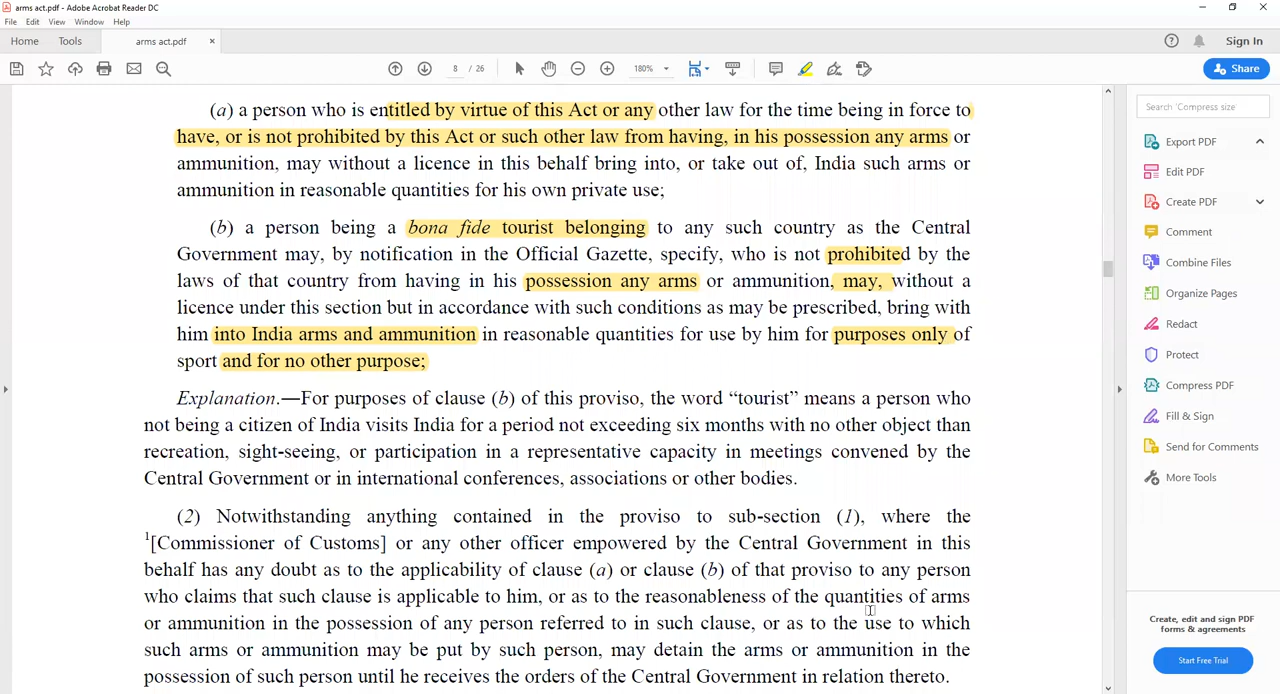 arms act.pdf - Adobe Acrobat Reader DC
File Edit View Window Help
Home Tools arms act.pdf × Sign In
8 / 26 180% Share
(a) a person who is entitled by virtue of this Act or any other law for the time being in force to
have, or is not prohibited by this Act or such other law from having, in his possession any arms or
ammunition, may without a licence in this behalf bring into, or take out of, India such arms or
ammunition in reasonable quantities for his own private use;
(b) a person being a bona fide tourist belonging to any such country as the Central
Government may, by notification in the Official Gazette, specify, who is not prohibited by the
laws of that country from having in his possession any arms or ammunition, may, without a
licence under this section but in accordance with such conditions as may be prescribed, bring with
him into India arms and ammunition in reasonable quantities for use by him for purposes only of
sport and for no other purpose;
Explanation.—For purposes of clause (b) of this proviso, the word “tourist” means a person who
not being a citizen of India visits India for a period not exceeding six months with no other object than
recreation, sight-seeing, or participation in a representative capacity in meetings convened by the
Central Government or in international conferences, associations or other bodies.
(2) Notwithstanding anything contained in the proviso to sub-section (1), where the
1[Commissioner of Customs] or any other officer empowered by the Central Government in this
behalf has any doubt as to the applicability of clause (a) or clause (b) of that proviso to any person
who claims that such clause is applicable to him, or as to the reasonableness of the quantities of arms
or ammunition in the possession of any person referred to in such clause, or as to the use to which
such arms or ammunition may be put by such person, may detain the arms or ammunition in the
possession of such person until he receives the orders of the Central Government in relation thereto.
Search 'Compress size
Export PDF
Edit PDF
Create PDF
Comment
Combine Files
Organize Pages
Redact
Protect
Compress PDF
Fill & Sign
Send for Comments
More Tools
Create, edit and sign PDF
forms & agreements
Start Free Trial